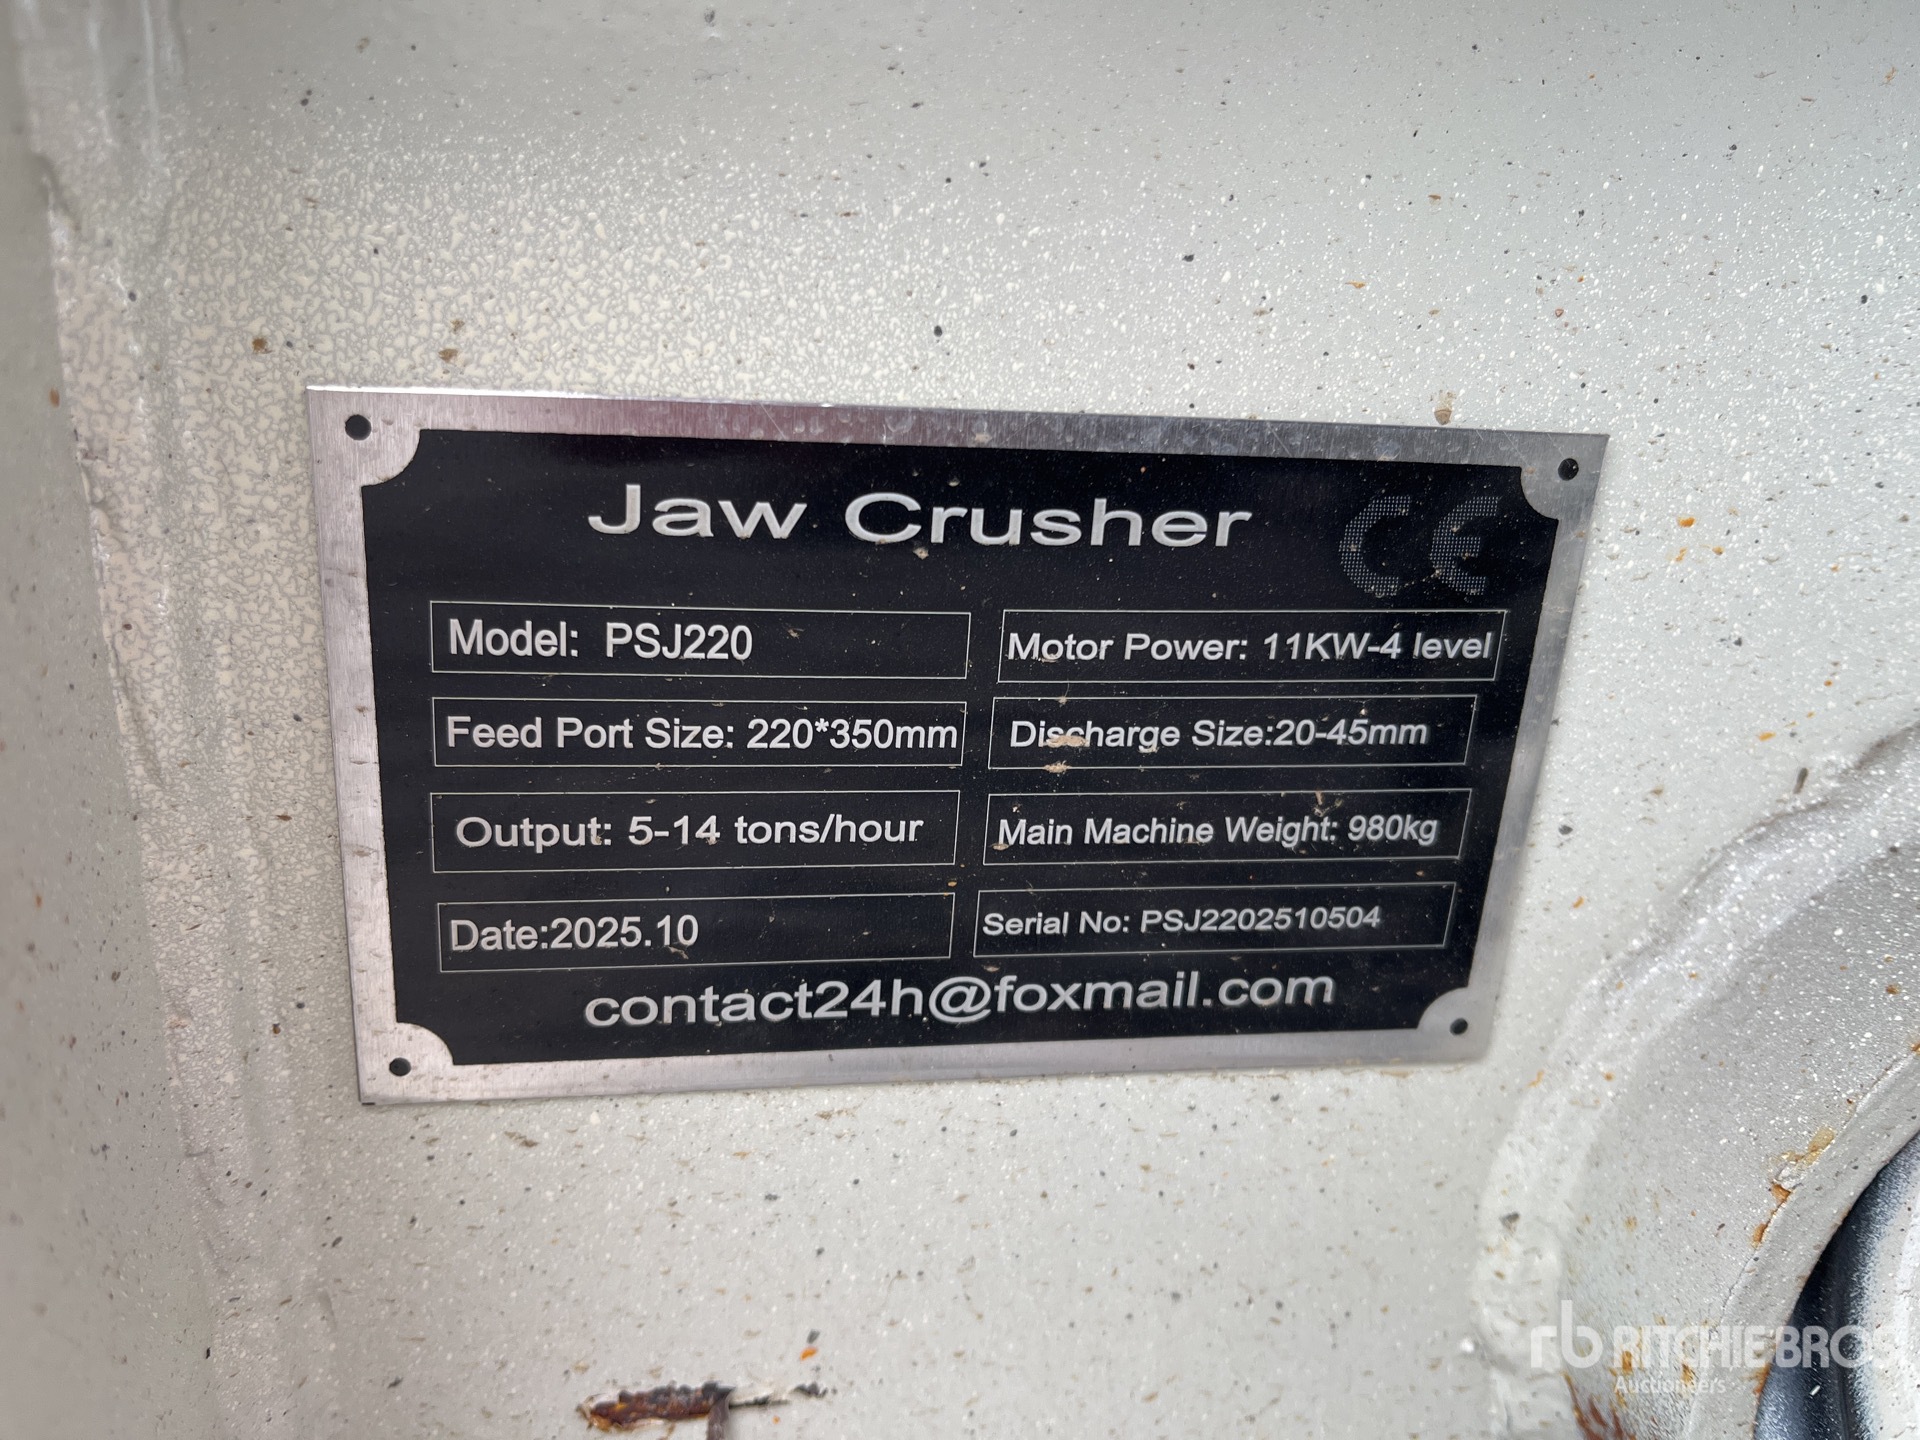 Jaw Crusher CE
Model: PSJ220 Motor Power: 11KW-4 level
Feed Port Size: 220*350mm Discharge Size:20-45mm
Output: 5-14 tons/hour Main Machine Weight: 980kg
Date:2025.10 Serial No: PSJ2202510504
contact24h@foxmail.com
rb RITCHIE BROS
Auctioneers